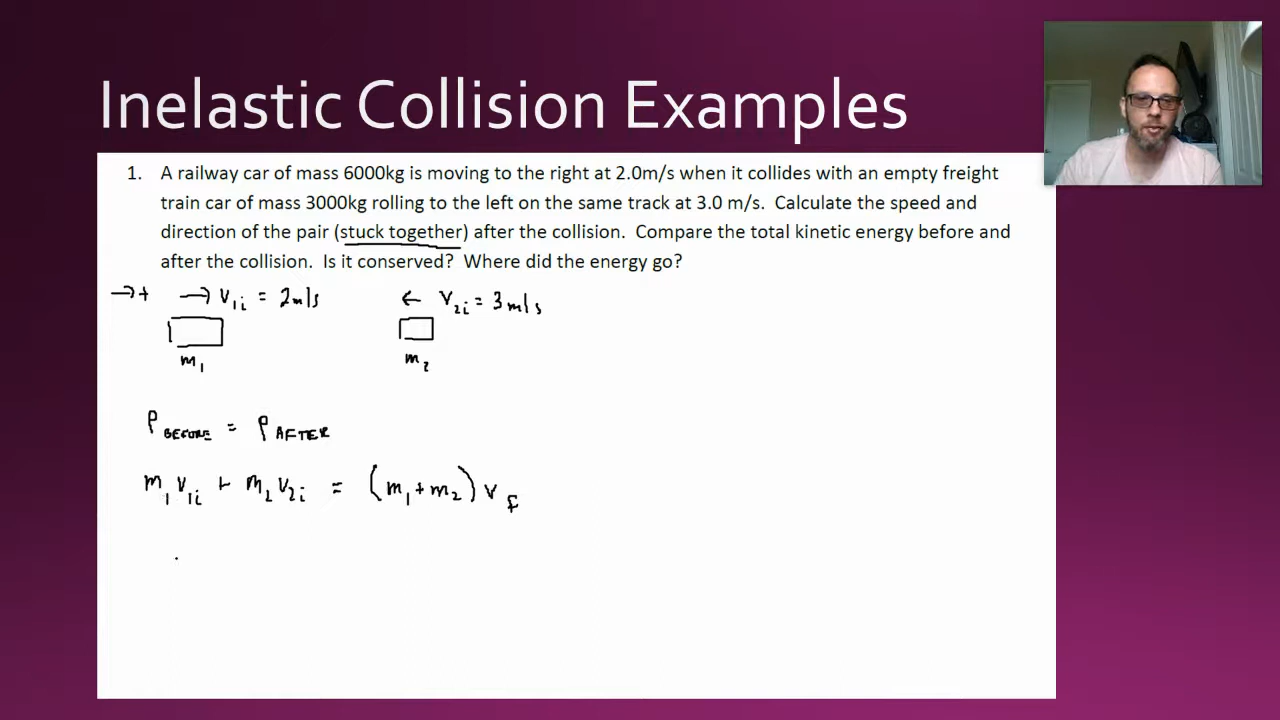 Inelastic Collision Examples
1. A railway car of mass 6000kg is moving to the right at 2.0m/s when it collides with an empty freight
train car of mass 3000kg rolling to the left on the same track at 3.0 m/s. Calculate the speed and
direction of the pair (stuck together) after the collision. Compare the total kinetic energy before and
after the collision. Is it conserved? Where did the energy go?
→+ → v₁ᵢ = 2m/s ← v₂ᵢ = 3m/s
m₁ m₂
P BEFORE = P AFTER
m₁v₁ᵢ + m₂v₂ᵢ = (m₁+m₂)v_f